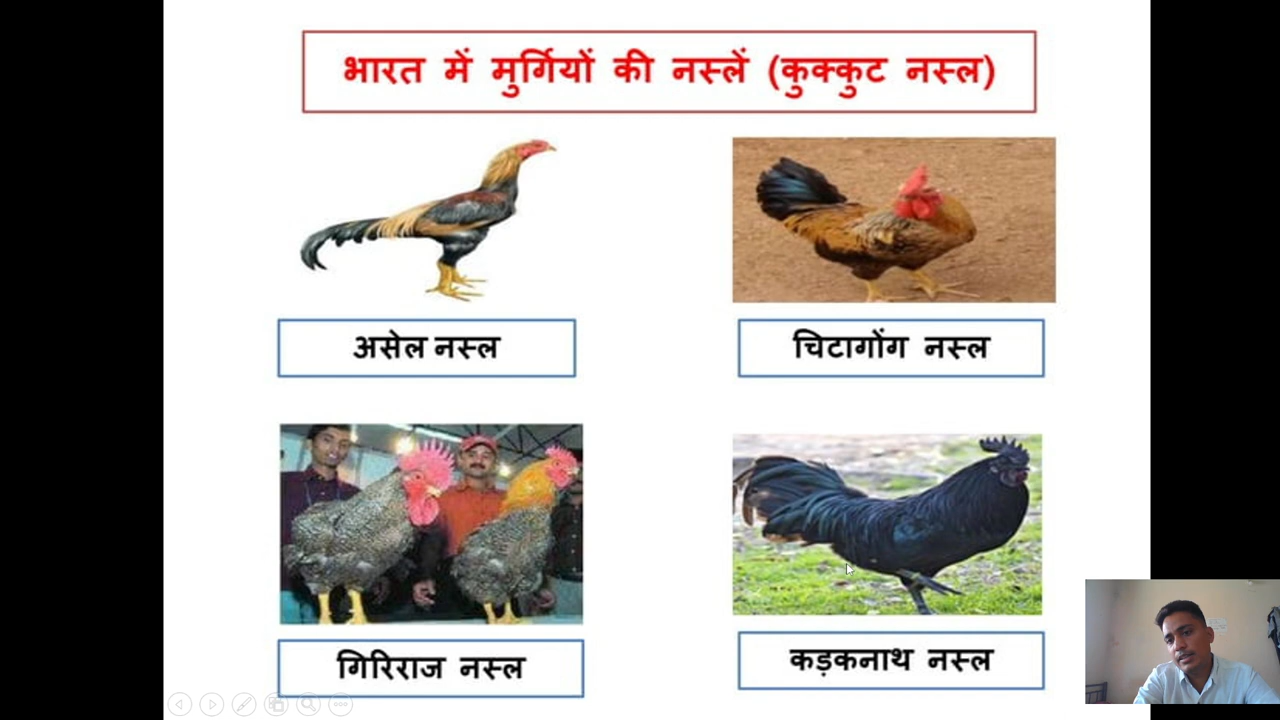 भारत में मुर्गियों की नस्लें (कुक्कुट नस्ल)
असेल नस्ल
चिटागोंग नस्ल
गिरिराज नस्ल
कड़कनाथ नस्ल